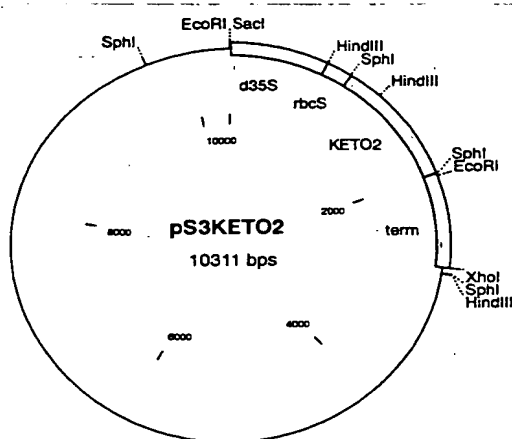 EcoRI SacI
SphI
HindIII
SphI
HindIII
d35S
rbcS
KETO2
10000
SphI
EcoRI
2000
8000
pS3KETO2
term
10311 bps
XhoI
SphI
HindIII
4000
6000